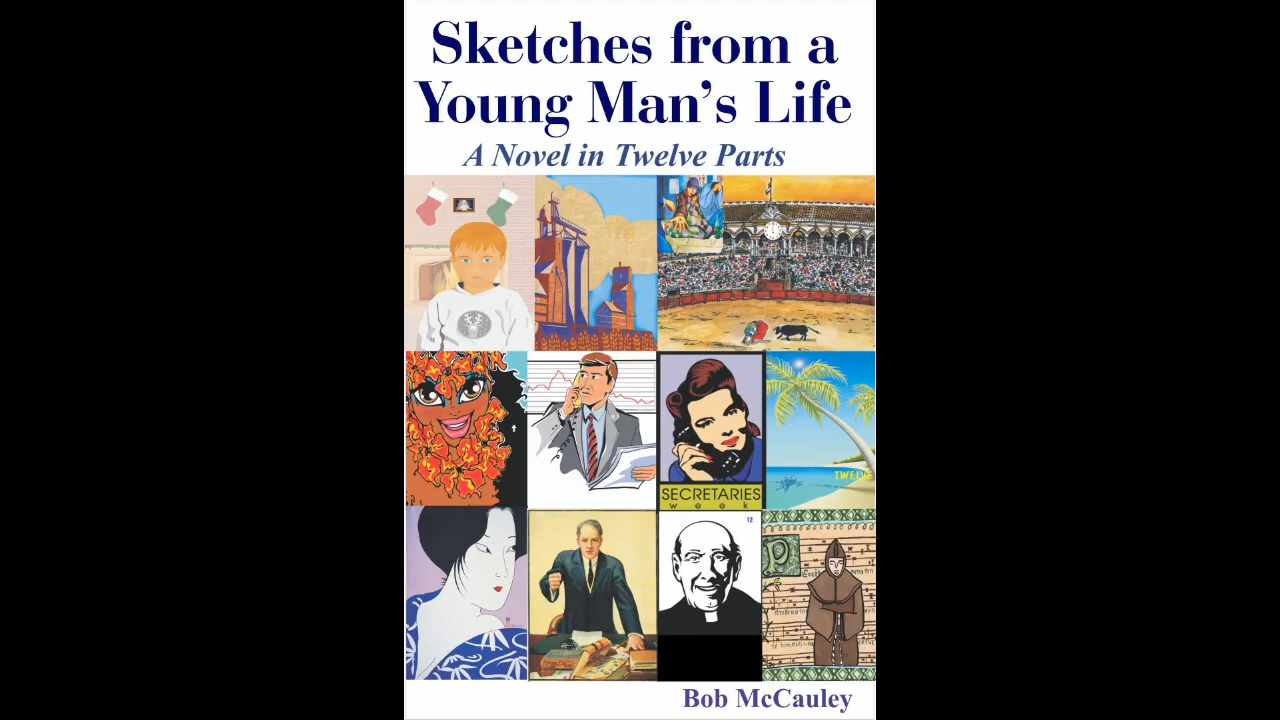 Sketches from a
Young Man's Life
A Novel in Twelve Parts
TWELVE
SECRETARIES
week
12
P
Bob McCauley